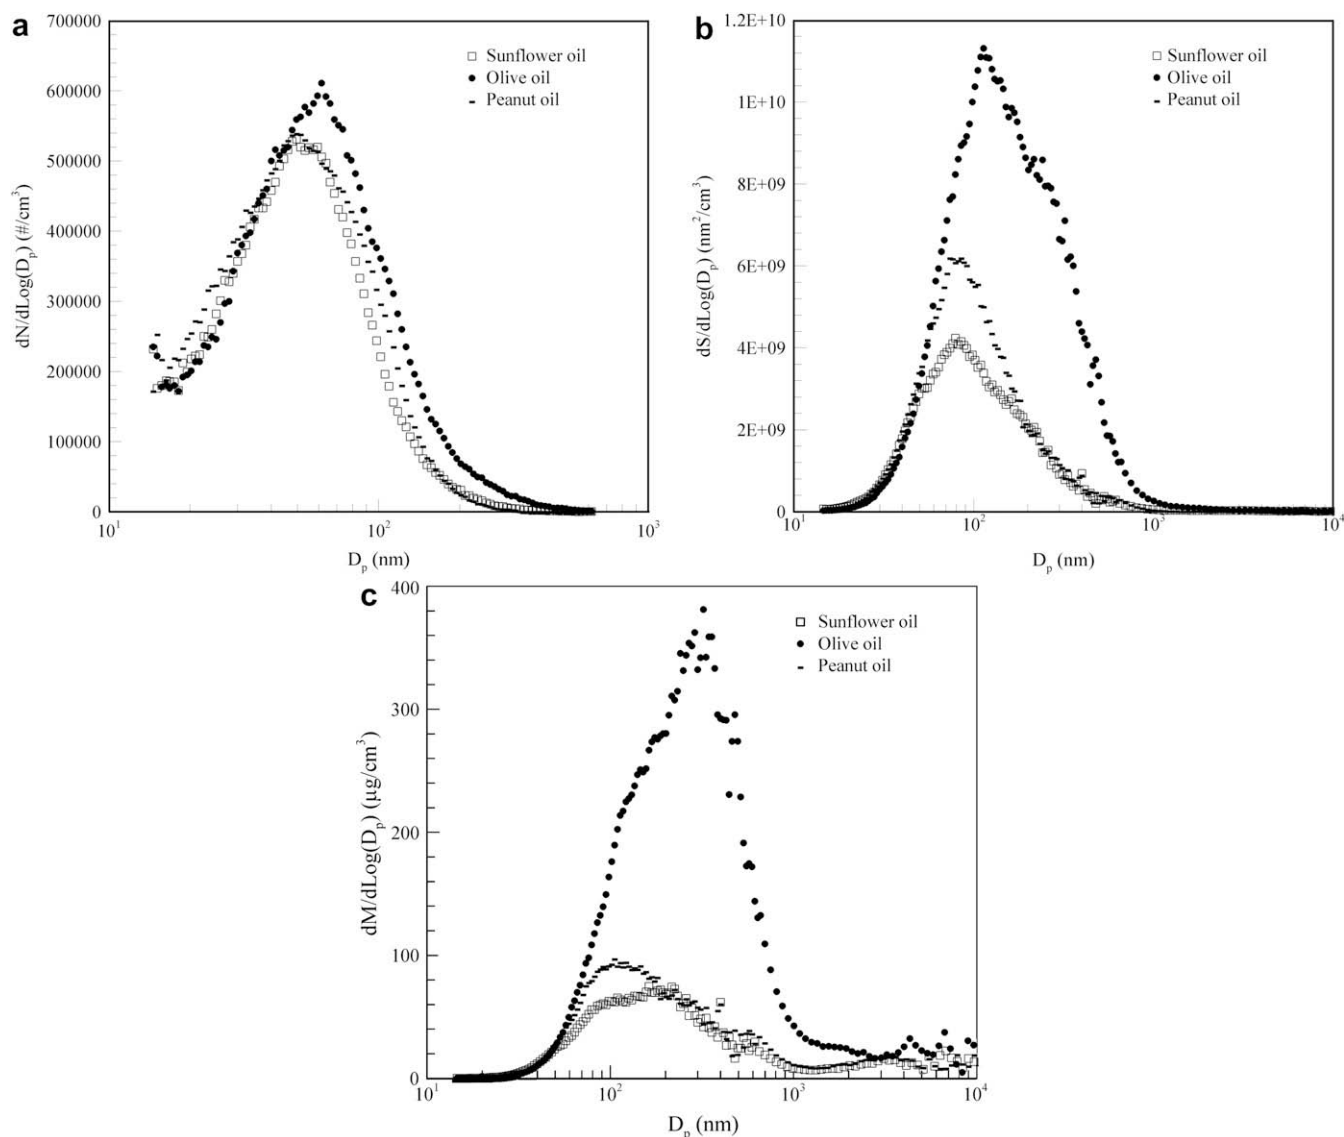 a
700000
600000
500000
400000
300000
200000
100000
0
dN/dLog(Dₚ) (#/cm³)
□ Sunflower oil
● Olive oil
- Peanut oil
10¹ 10² 10³
Dₚ (nm)
b
1.2E+10
1E+10
8E+09
6E+09
4E+09
2E+09
0
dS/dLog(Dₚ) (nm²/cm³)
□ Sunflower oil
● Olive oil
- Peanut oil
10¹ 10² 10³ 10⁴
Dₚ (nm)
c
400
300
200
100
0
dM/dLog(Dₚ) (μg/cm³)
□ Sunflower oil
● Olive oil
- Peanut oil
10¹ 10² 10³ 10⁴
Dₚ (nm)